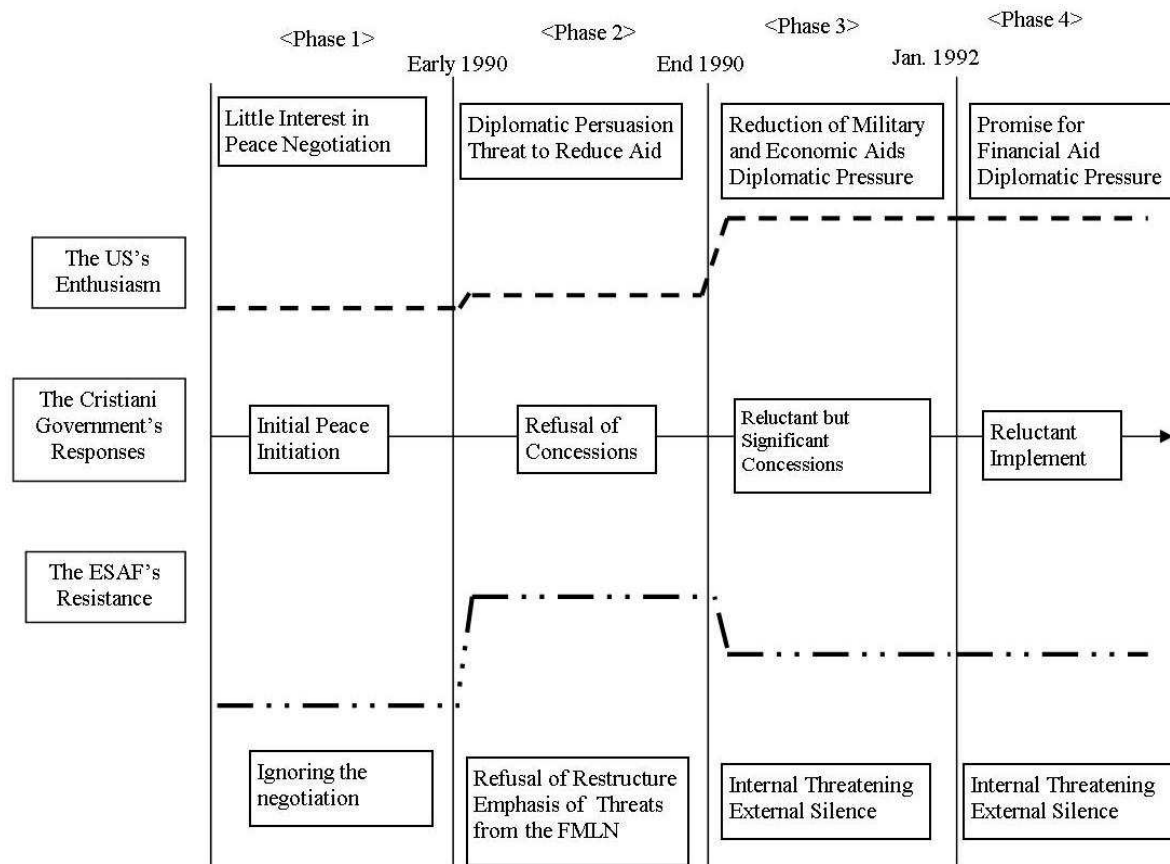 <Phase 1>
<Phase 2>
<Phase 3>
<Phase 4>
Early 1990
End 1990
Jan. 1992
Little Interest in
Peace Negotiation
Diplomatic Persuasion
Threat to Reduce Aid
Reduction of Military
and Economic Aids
Diplomatic Pressure
Promise for
Financial Aid
Diplomatic Pressure
The US's
Enthusiasm
The Cristiani
Government's
Responses
Initial Peace
Initiation
Refusal of
Concessions
Reluctant but
Significant
Concessions
Reluctant
Implement
The ESAF's
Resistance
Ignoring the
negotiation
Refusal of Restructure
Emphasis of Threats
from the FMLN
Internal Threatening
External Silence
Internal Threatening
External Silence